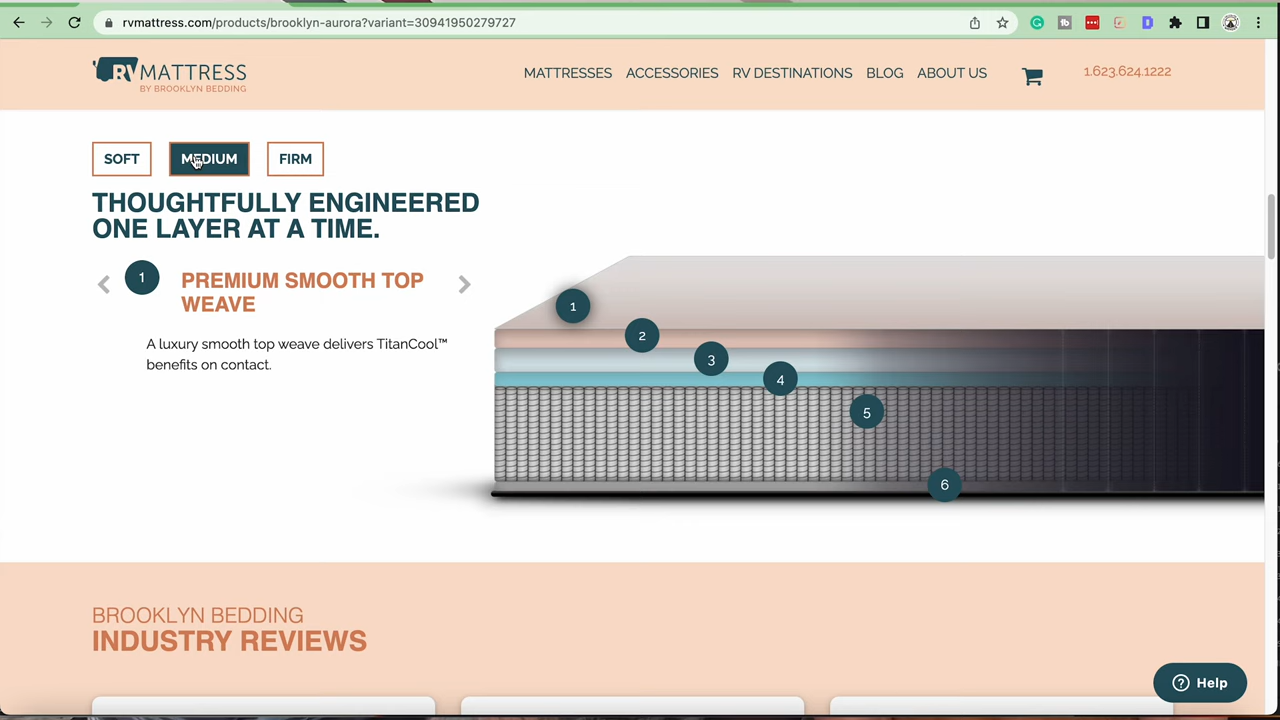 rvmattress.com/products/brooklyn-aurora?variant=30941950279727
RV MATTRESS
BY BROOKLYN BEDDING
MATTRESSES ACCESSORIES RV DESTINATIONS BLOG ABOUT US
1.623.624.1222
SOFT MEDIUM FIRM
THOUGHTFULLY ENGINEERED
ONE LAYER AT A TIME.
1
PREMIUM SMOOTH TOP
WEAVE
A luxury smooth top weave delivers TitanCool™
benefits on contact.
1
2
3
4
5
6
BROOKLYN BEDDING
INDUSTRY REVIEWS
? Help